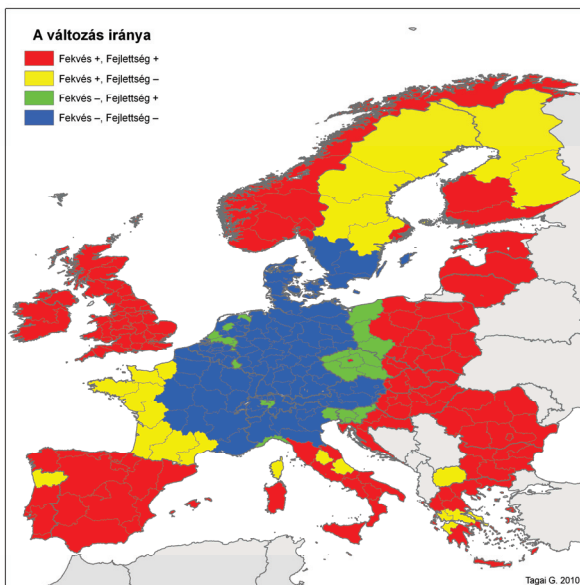 A változás iránya
Fekvés +, Fejlettség +
Fekvés +, Fejlettség –
Fekvés –, Fejlettség +
Fekvés –, Fejlettség –
Tagai G. 2010